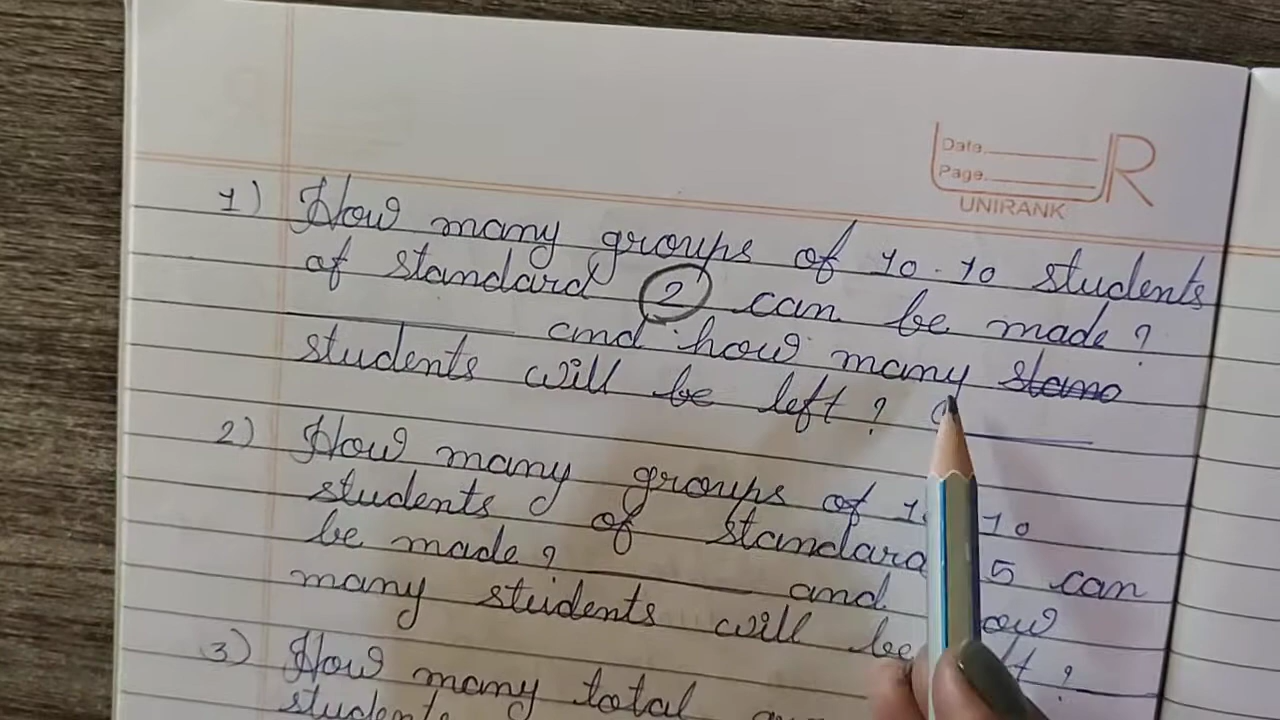 Date
Page
UNIRANK
1) How many groups of 10-10 students
of standard 2 can be made?
and how many
students will be left?
2) How many groups of 10
students of standard 5 can
be made? and
many students will be
3) How many total
students